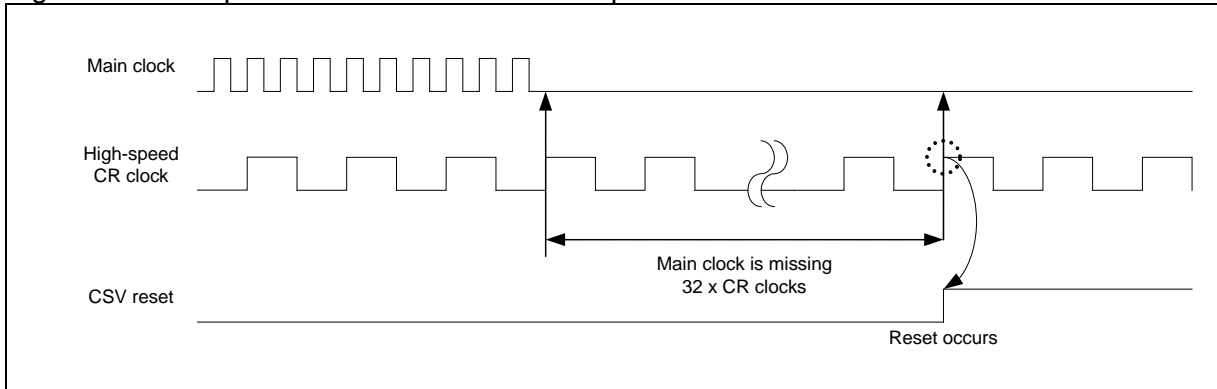 Main clock
High-speed
CR clock
Main clock is missing
32 x CR clocks
CSV reset
Reset occurs